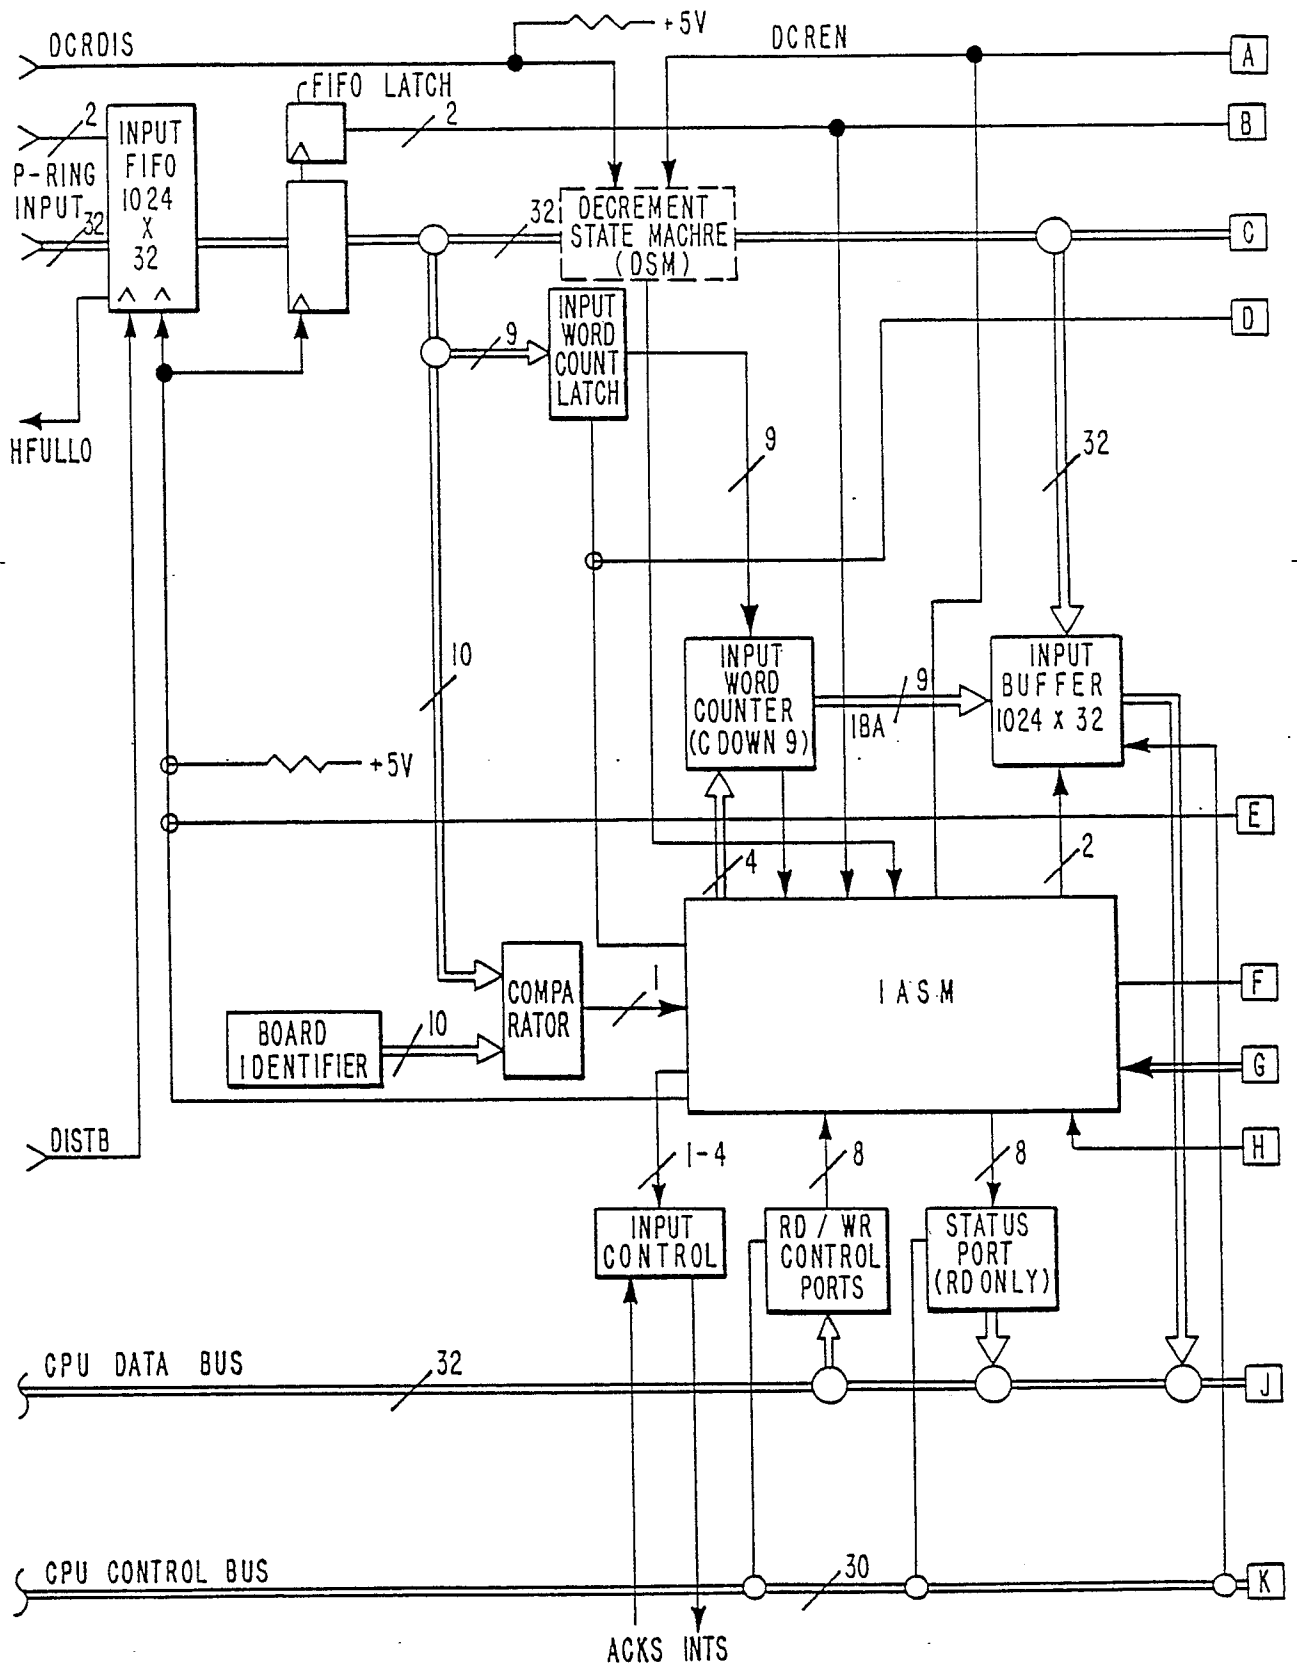 +5V
DCRDIS
DCREN
A
FIFO LATCH
2
2
B
INPUT
FIFO
1024
X
32
P-RING
INPUT
32
32
DECREMENT
STATE MACHRE
(DSM)
C
INPUT
WORD
COUNT
LATCH
9
D
HFULLO
9
32
10
INPUT
WORD
COUNTER
(C DOWN 9)
9
IBA
INPUT
BUFFER
1024 X 32
+5V
E
4
2
COMPA
RATOR
1
IASM
F
BOARD
IDENTIFIER
10
G
DISTB
H
1-4
8
8
INPUT
CONTROL
RD / WR
CONTROL
PORTS
STATUS
PORT
(RD ONLY)
CPU DATA BUS
32
J
CPU CONTROL BUS
30
K
ACKS INTS